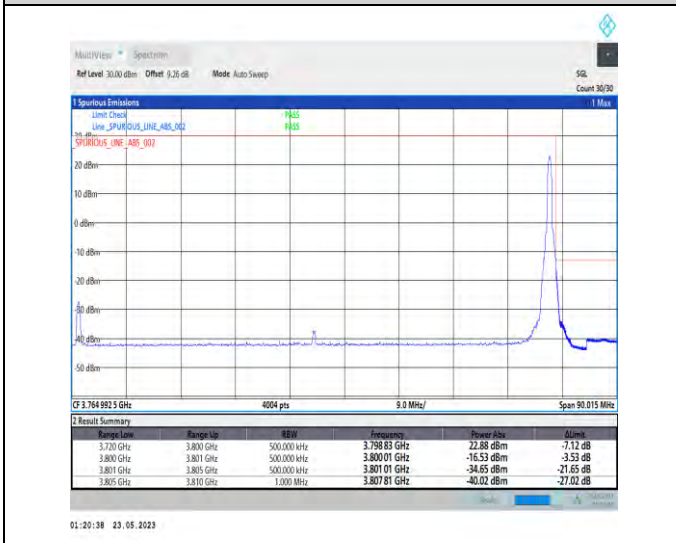 MultiView Spectrum
Ref Level 30.00 dBm Offset 9.26 dB Mode Auto Sweep SGL
Count 30/30
1 Spurious Emissions 1 Max
Limit Check PASS
Line _SPURIOUS_LINE_ABS_002 PASS
_SPURIOUS_LINE_ABS_002
20 dBm
10 dBm
0 dBm
-10 dBm
-20 dBm
-30 dBm
-40 dBm
-50 dBm
CF 3.764 992 5 GHz 4004 pts 9.0 MHz/ Span 90.015 MHz
2 Result Summary
Range Low Range Up RBW Frequency Power Abs ΔLimit
3.720 GHz 3.800 GHz 500.000 kHz 3.798 83 GHz 22.88 dBm -7.12 dB
3.800 GHz 3.801 GHz 500.000 kHz 3.800 01 GHz -16.53 dBm -3.53 dB
3.801 GHz 3.805 GHz 500.000 kHz 3.801 01 GHz -34.65 dBm -21.65 dB
3.805 GHz 3.810 GHz 1.000 MHz 3.807 81 GHz -40.02 dBm -27.02 dB
01:20:38 23.05.2023